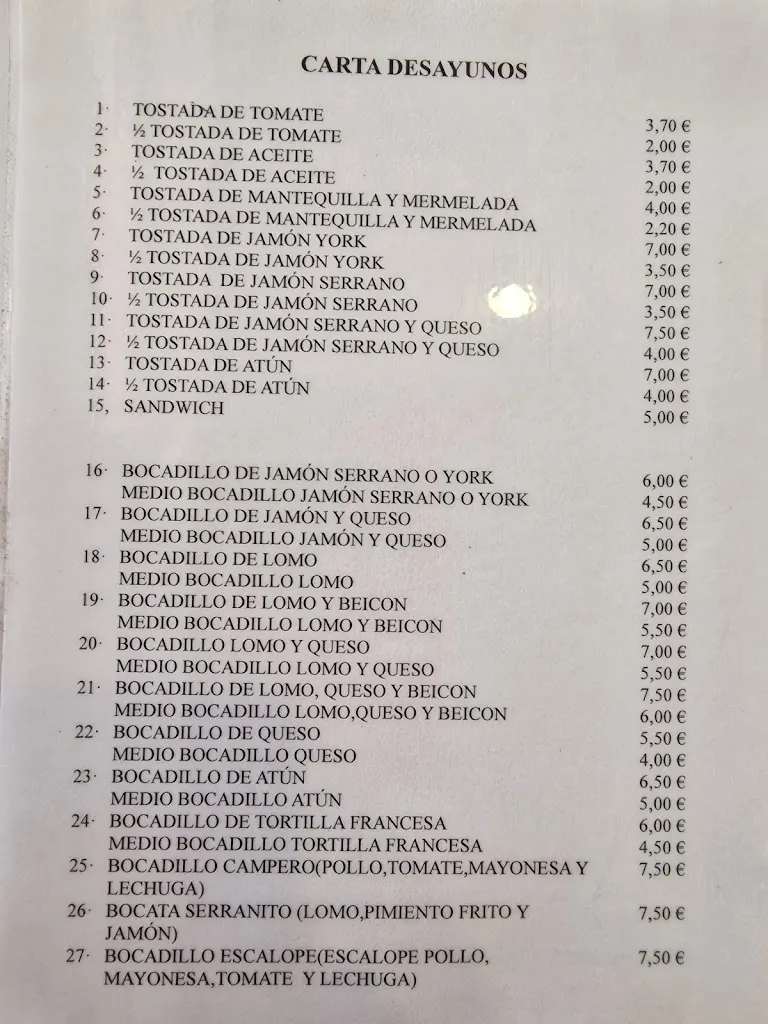 CARTA DESAYUNOS
1· TOSTADA DE TOMATE 3,70 €
2· ½ TOSTADA DE TOMATE 2,00 €
3· TOSTADA DE ACEITE 3,70 €
4· ½ TOSTADA DE ACEITE 2,00 €
5· TOSTADA DE MANTEQUILLA Y MERMELADA 4,00 €
6· ½ TOSTADA DE MANTEQUILLA Y MERMELADA 2,20 €
7· TOSTADA DE JAMÓN YORK 7,00 €
8· ½ TOSTADA DE JAMÓN YORK 3,50 €
9· TOSTADA DE JAMÓN SERRANO 7,00 €
10· ½ TOSTADA DE JAMÓN SERRANO 3,50 €
11· TOSTADA DE JAMÓN SERRANO Y QUESO 7,50 €
12· ½ TOSTADA DE JAMÓN SERRANO Y QUESO 4,00 €
13· TOSTADA DE ATÚN 7,00 €
14· ½ TOSTADA DE ATÚN 4,00 €
15, SANDWICH 5,00 €
16· BOCADILLO DE JAMÓN SERRANO O YORK 6,00 €
MEDIO BOCADILLO JAMÓN SERRANO O YORK 4,50 €
17· BOCADILLO DE JAMÓN Y QUESO 6,50 €
MEDIO BOCADILLO JAMÓN Y QUESO 5,00 €
18· BOCADILLO DE LOMO 6,50 €
MEDIO BOCADILLO LOMO 5,00 €
19· BOCADILLO DE LOMO Y BEICON 7,00 €
MEDIO BOCADILLO LOMO Y BEICON 5,50 €
20· BOCADILLO LOMO Y QUESO 7,00 €
MEDIO BOCADILLO LOMO Y QUESO 5,50 €
21· BOCADILLO DE LOMO, QUESO Y BEICON 7,50 €
MEDIO BOCADILLO LOMO,QUESO Y BEICON 6,00 €
22· BOCADILLO DE QUESO 5,50 €
MEDIO BOCADILLO QUESO 4,00 €
23· BOCADILLO DE ATÚN 6,50 €
MEDIO BOCADILLO ATÚN 5,00 €
24· BOCADILLO DE TORTILLA FRANCESA 6,00 €
MEDIO BOCADILLO TORTILLA FRANCESA 4,50 €
25· BOCADILLO CAMPERO(POLLO,TOMATE,MAYONESA Y 7,50 €
LECHUGA)
26· BOCATA SERRANITO (LOMO,PIMIENTO FRITO Y 7,50 €
JAMÓN)
27· BOCADILLO ESCALOPE(ESCALOPE POLLO, 7,50 €
MAYONESA,TOMATE Y LECHUGA)